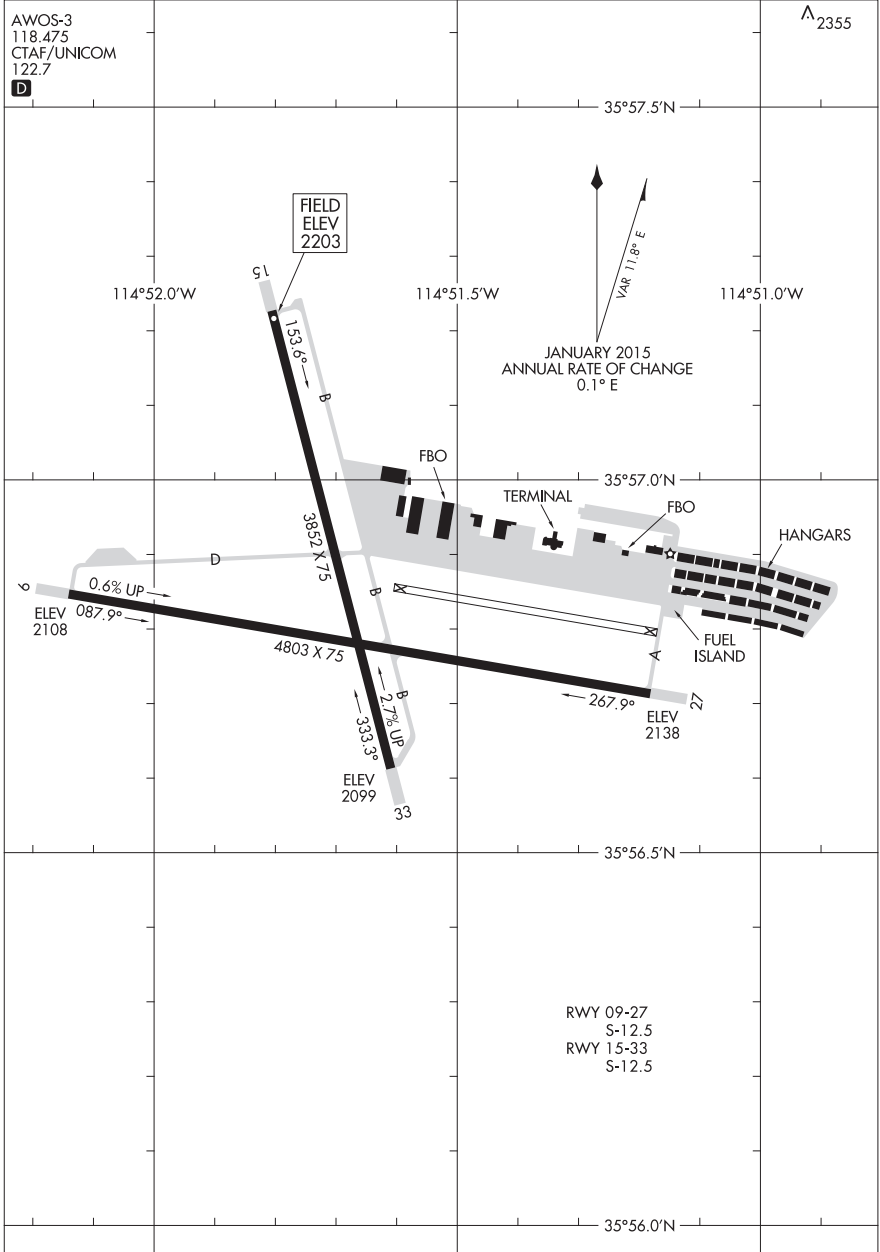 AWOS-3
118.475
CTAF/UNICOM
122.7
D
2355
35°57.5'N
FIELD
ELEV
2203
VAR 11.8° E
15
114°52.0'W
114°51.5'W
114°51.0'W
153.6°
JANUARY 2015
ANNUAL RATE OF CHANGE
0.1° E
B
FBO
35°57.0'N
TERMINAL
FBO
HANGARS
3852 X 75
D
9
0.6% UP
087.9°
ELEV
2108
B
4803 X 75
A
FUEL
ISLAND
267.9°
27
ELEV
2138
B
2.7% UP
333.3°
ELEV
2099
33
35°56.5'N
RWY 09-27
S-12.5
RWY 15-33
S-12.5
35°56.0'N